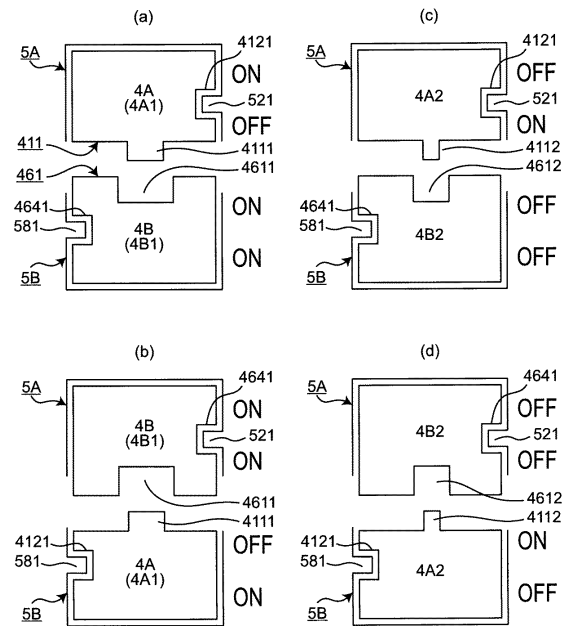 (a)
5A
4121
ON
4A
(4A1)
521
OFF
411
4111
461
4611
4641
ON
581
4B
(4B1)
5B
ON
(c)
5A
4121
OFF
4A2
521
ON
4112
4612
4641
OFF
581
4B2
5B
OFF
(b)
5A
4641
ON
4B
(4B1)
521
ON
4611
4111
4121
OFF
581
4A
(4A1)
5B
ON
(d)
5A
4641
OFF
4B2
521
OFF
4612
4112
4121
ON
581
4A2
5B
OFF